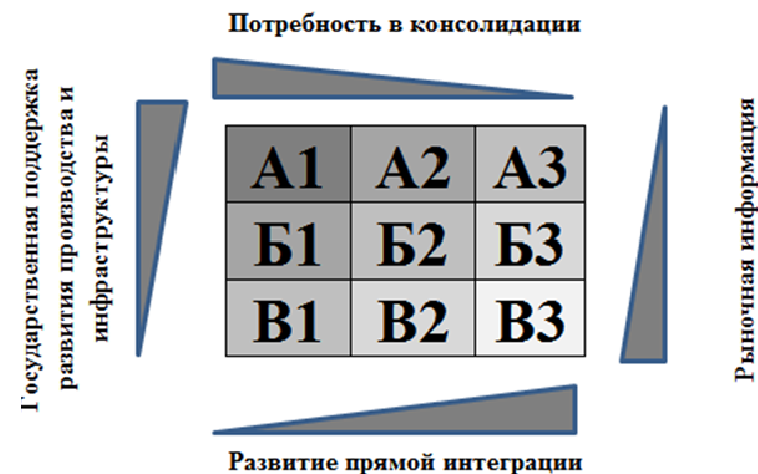 Потребность в консолидации
Государственная поддержка
развития производства и
инфраструктуры
А1 А2 А3
Б1 Б2 Б3
В1 В2 В3
Рыночная информация
Развитие прямой интеграции